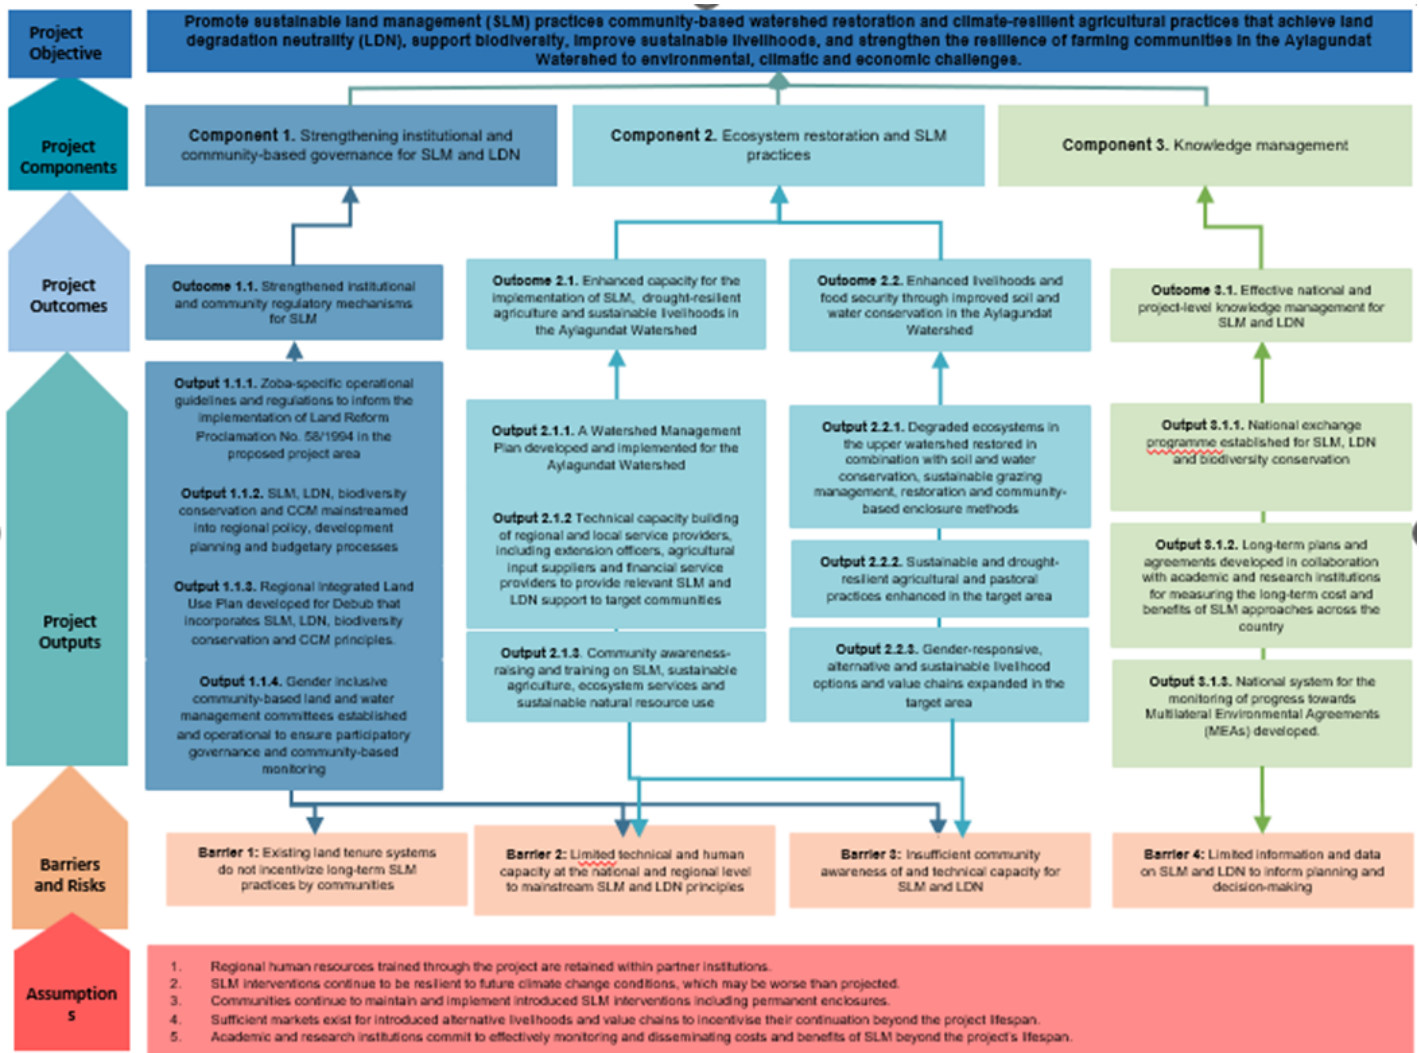 Project
Objective
Promote sustainable land management (SLM) practices community-based watershed restoration and climate-resilient agricultural practices that achieve land
degradation neutrality (LDN), support biodiversity, improve sustainable livelihoods, and strengthen the resilience of farming communities in the Aylagundat
Watershed to environmental, climatic and economic challenges.
Project
Components
Component 1. Strengthening institutional and
community-based governance for SLM and LDN
Component 2. Ecosystem restoration and SLM
practices
Component 3. Knowledge management
Project
Outcomes
Outcome 1.1. Strengthened institutional
and community regulatory mechanisms
for SLM
Outcome 2.1. Enhanced capacity for the
implementation of SLM, drought-resilient
agriculture and sustainable livelihoods in
the Aylagundat Watershed
Outcome 2.2. Enhanced livelihoods and
food security through improved soil and
water conservation in the Aylagundat
Watershed
Outcome 3.1. Effective national and
project-level knowledge management for
SLM and LDN
Project
Outputs
Output 1.1.1. Zoba-specific operational
guidelines and regulations to inform the
implementation of Land Reform
Proclamation No. 58/1994 in the
proposed project area
Output 1.1.2. SLM, LDN, biodiversity
conservation and CCM mainstreamed
into regional policy, development
planning and budgetary processes
Output 1.1.3. Regional Integrated Land
Use Plan developed for Debub that
incorporates SLM, LDN, biodiversity
conservation and CCM principles.
Output 1.1.4. Gender inclusive
community-based land and water
management committees established
and operational to ensure participatory
governance and community-based
monitoring
Output 2.1.1. A Watershed Management
Plan developed and implemented for the
Aylagundat Watershed
Output 2.1.2 Technical capacity building
of regional and local service providers,
including extension officers, agricultural
input suppliers and financial service
providers to provide relevant SLM and
LDN support to target communities
Output 2.1.3. Community awareness-
raising and training on SLM, sustainable
agriculture, ecosystem services and
sustainable natural resource use
Output 2.2.1. Degraded ecosystems in
the upper watershed restored in
combination with soil and water
conservation, sustainable grazing
management, restoration and community-
based enclosure methods
Output 2.2.2. Sustainable and drought-
resilient agricultural and pastoral
practices enhanced in the target area
Output 2.2.3. Gender-responsive,
alternative and sustainable livelihood
options and value chains expanded in the
target area
Output 3.1.1. National exchange
programme established for SLM, LDN
and biodiversity conservation
Output 3.1.2. Long-term plans and
agreements developed in collaboration
with academic and research institutions
for measuring the long-term cost and
benefits of SLM approaches across the
country
Output 3.1.3. National system for the
monitoring of progress towards
Multilateral Environmental Agreements
(MEAs) developed.
Barriers
and Risks
Barrier 1: Existing land tenure systems
do not incentivize long-term SLM
practices by communities
Barrier 2: Limited technical and human
capacity at the national and regional level
to mainstream SLM and LDN principles
Barrier 3: Insufficient community
awareness of and technical capacity for
SLM and LDN
Barrier 4: Limited information and data
on SLM and LDN to inform planning and
decision-making
Assumption
s
1. Regional human resources trained through the project are retained within partner institutions.
2. SLM interventions continue to be resilient to future climate change conditions, which may be worse than projected.
3. Communities continue to maintain and implement introduced SLM interventions including permanent enclosures.
4. Sufficient markets exist for introduced alternative livelihoods and value chains to incentivise their continuation beyond the project lifespan.
5. Academic and research institutions commit to effectively monitoring and disseminating costs and benefits of SLM beyond the project's lifespan.